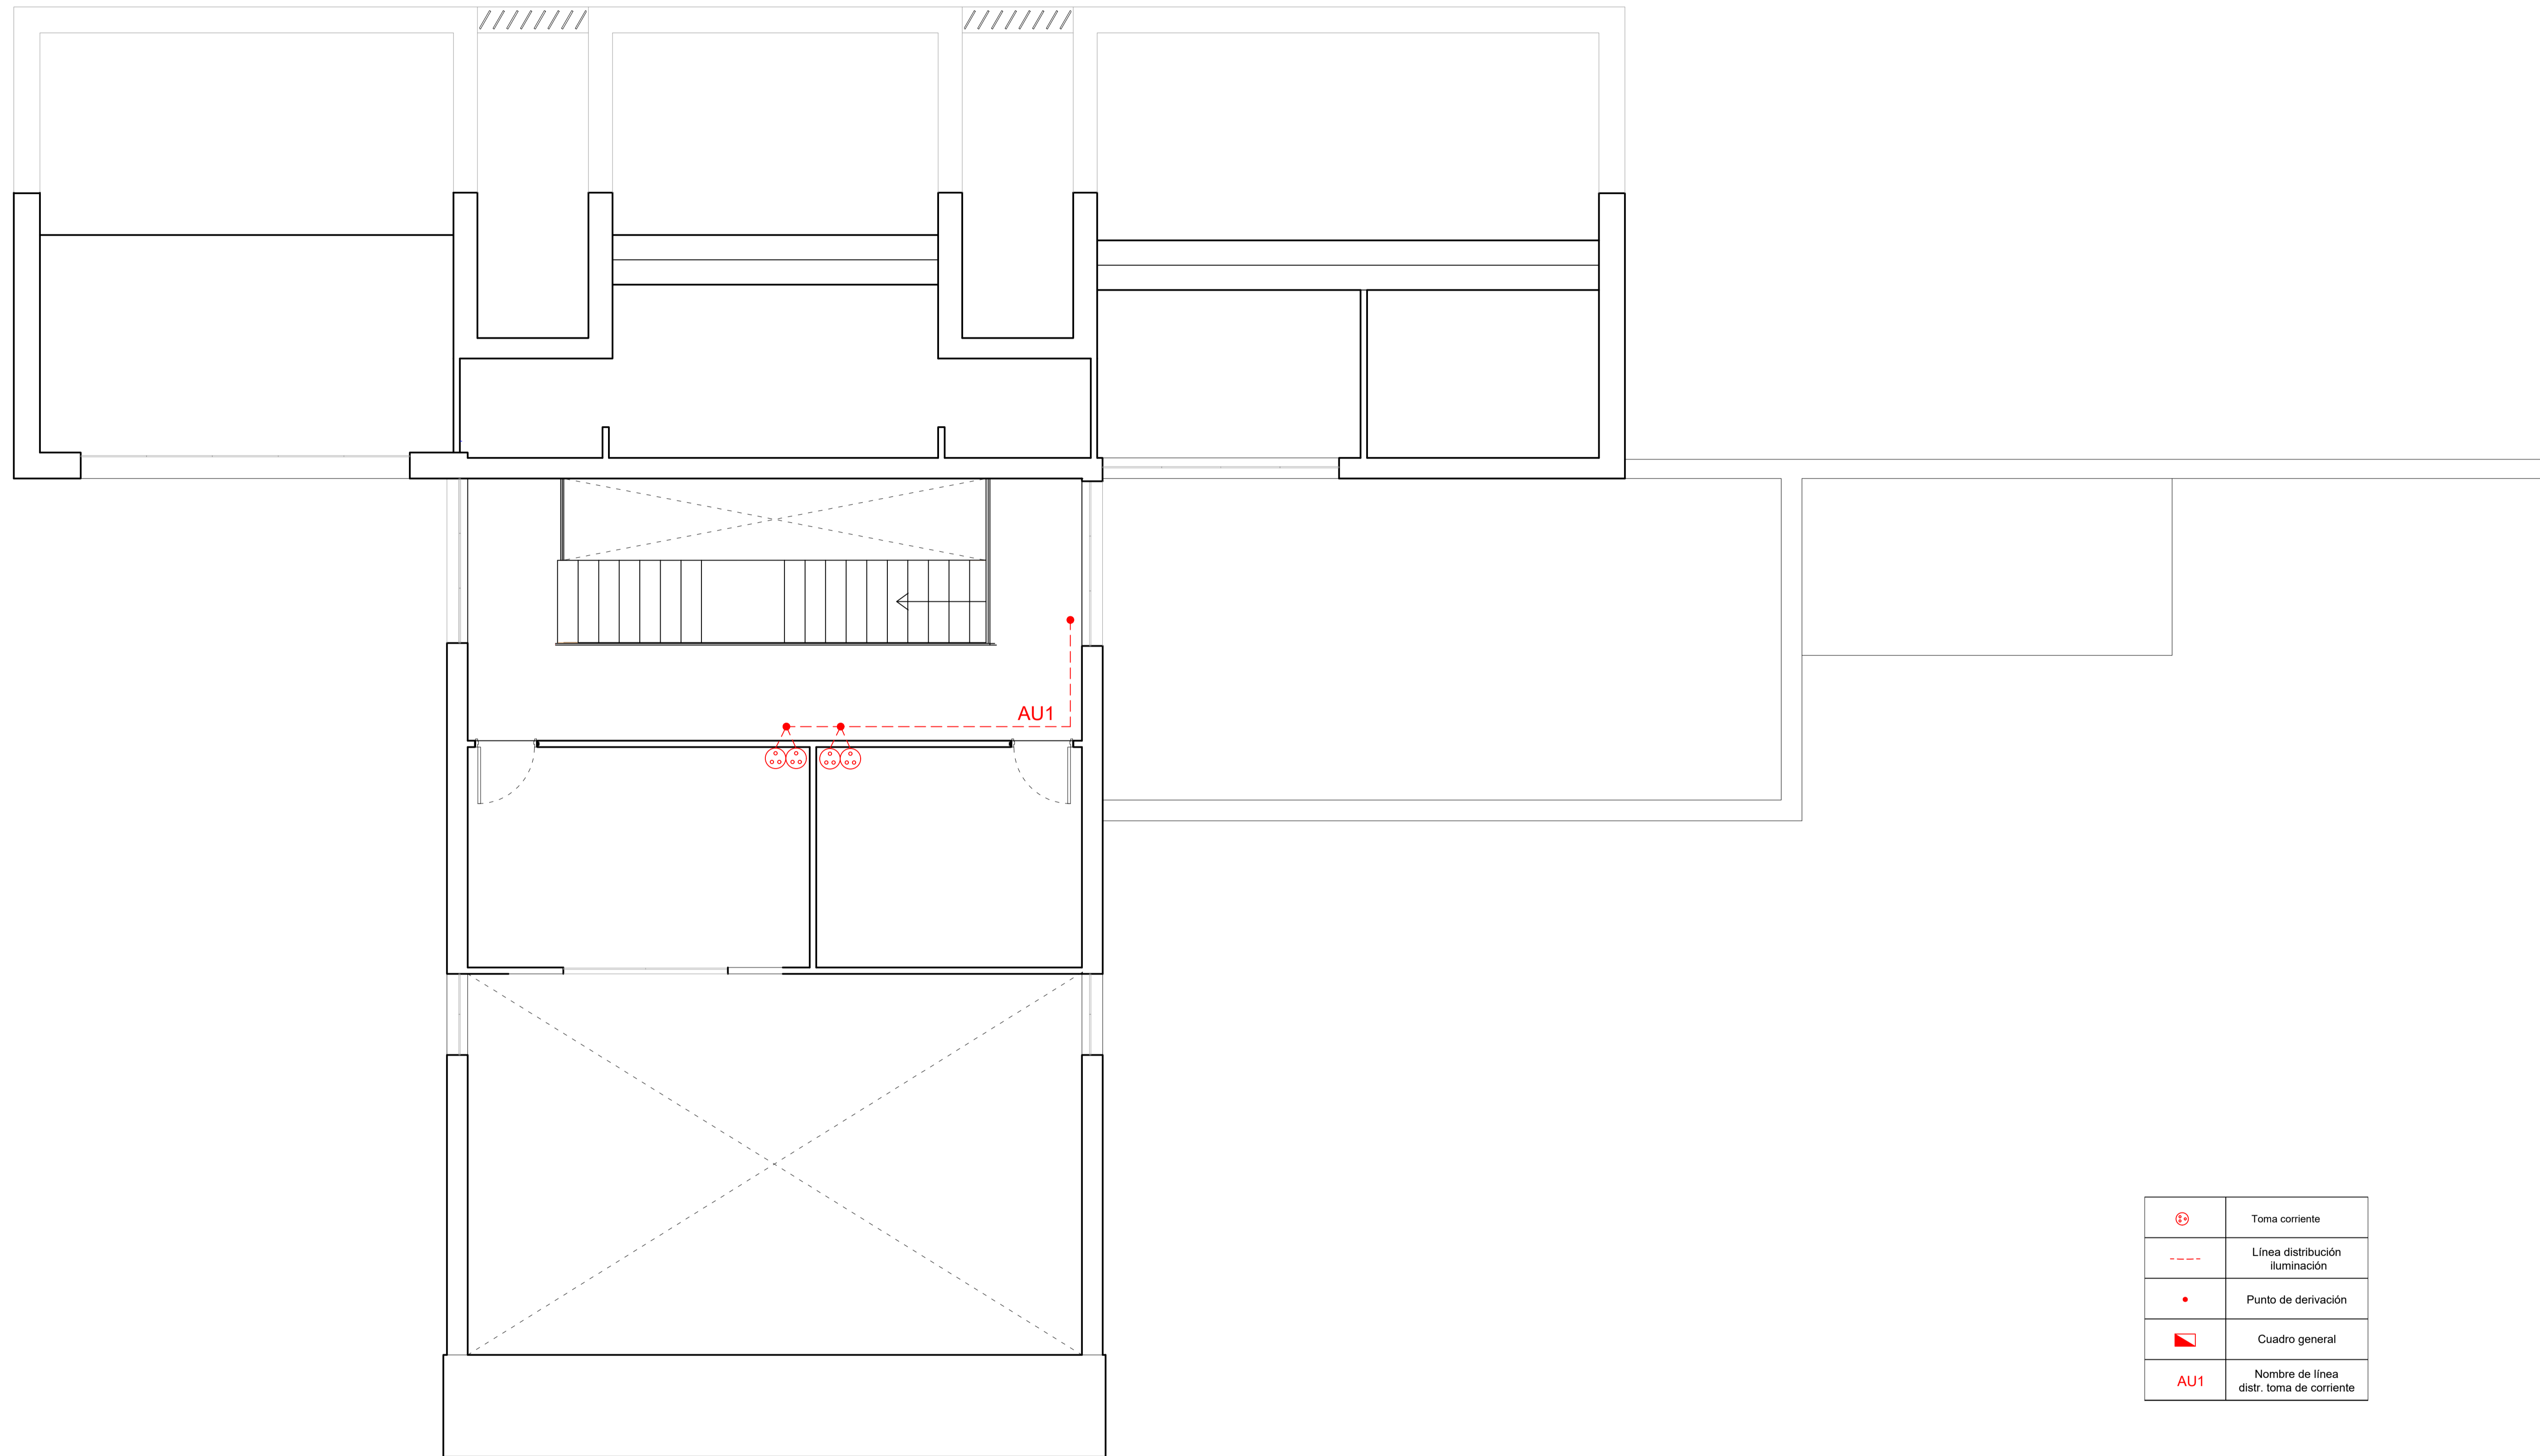 AU1
Toma corriente
Línea distribución
iluminación
Punto de derivación
Cuadro general
AU1
Nombre de línea
distr. toma de corriente